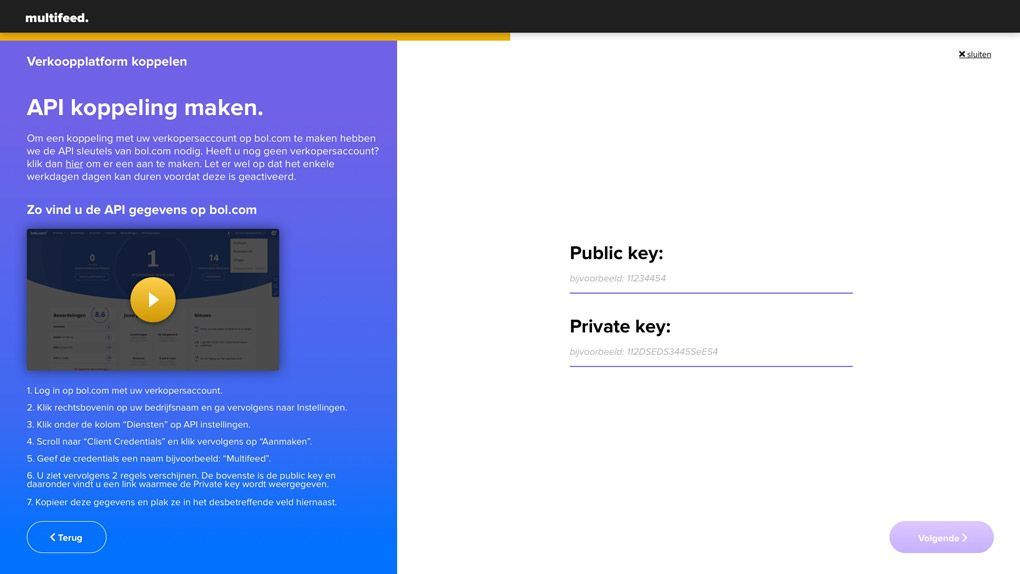 multifeed.
sluiten
Verkoopplatform koppelen
API koppeling maken.
Om een koppeling met uw verkopersaccount op bol.com te maken hebben
we de API sleutels van bol.com nodig. Heeft u nog geen verkopersaccount?
klik dan hier om er een aan te maken. Let er wel op dat het enkele
werkdagen dagen kan duren voordat deze is geactiveerd.
Zo vind u de API gegevens op bol.com
0
1
14
Beoordelingen
8.6
Nieuws
1. Log in op bol.com met uw verkopersaccount.
2. Klik rechtsbovenin op uw bedrijfsnaam en ga vervolgens naar Instellingen.
3. Klik onder de kolom “Diensten” op API instellingen.
4. Scroll naar “Client Credentials” en klik vervolgens op “Aanmaken”.
5. Geef de credentials een naam bijvoorbeeld: “Multifeed”.
6. U ziet vervolgens 2 regels verschijnen. De bovenste is de public key en
daaronder vindt u een link waarmee de Private key wordt weergegeven.
7. Kopieer deze gegevens en plak ze in het desbetreffende veld hiernaast.
Terug
Public key:
bijvoorbeeld: 11234454
Private key:
bijvoorbeeld: 112DSEDS3445SeES4
Volgende